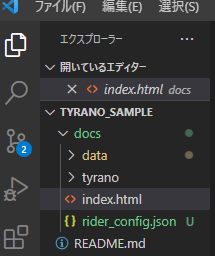 ファイル(F) 編集(E) 選択(S)
エクスプローラー ...
開いているエディター
index.html docs
TYRANO_SAMPLE
docs
data
tyrano
index.html
rider_config.json U
README.md
2